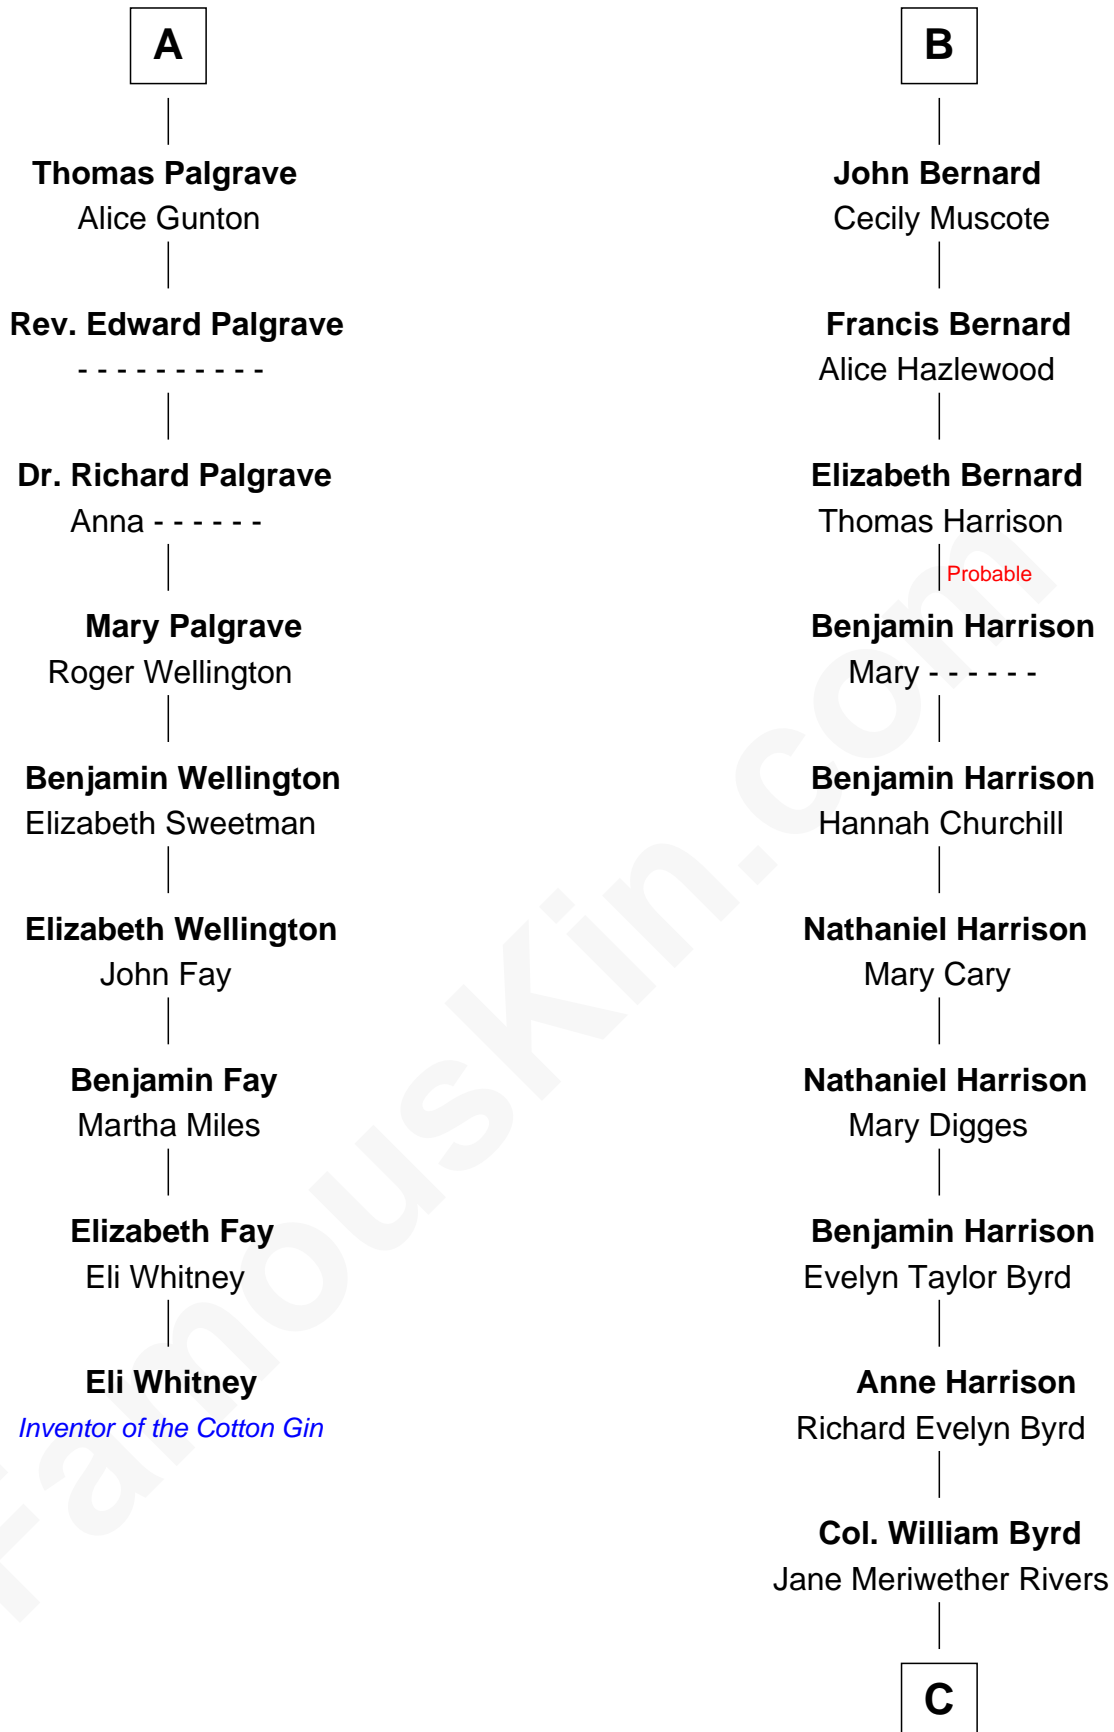 A
Thomas Palgrave
Alice Gunton
Rev. Edward Palgrave
- - - - - - - - - -
Dr. Richard Palgrave
Anna - - - - - -
Mary Palgrave
Roger Wellington
Benjamin Wellington
Elizabeth Sweetman
Elizabeth Wellington
John Fay
Benjamin Fay
Martha Miles
Elizabeth Fay
Eli Whitney
Eli Whitney
Inventor of the Cotton Gin
B
John Bernard
Cecily Muscote
Francis Bernard
Alice Hazlewood
Elizabeth Bernard
Thomas Harrison
Probable
Benjamin Harrison
Mary - - - - - -
Benjamin Harrison
Hannah Churchill
Nathaniel Harrison
Mary Cary
Nathaniel Harrison
Mary Digges
Benjamin Harrison
Evelyn Taylor Byrd
Anne Harrison
Richard Evelyn Byrd
Col. William Byrd
Jane Meriwether Rivers
C
FamousKin.com